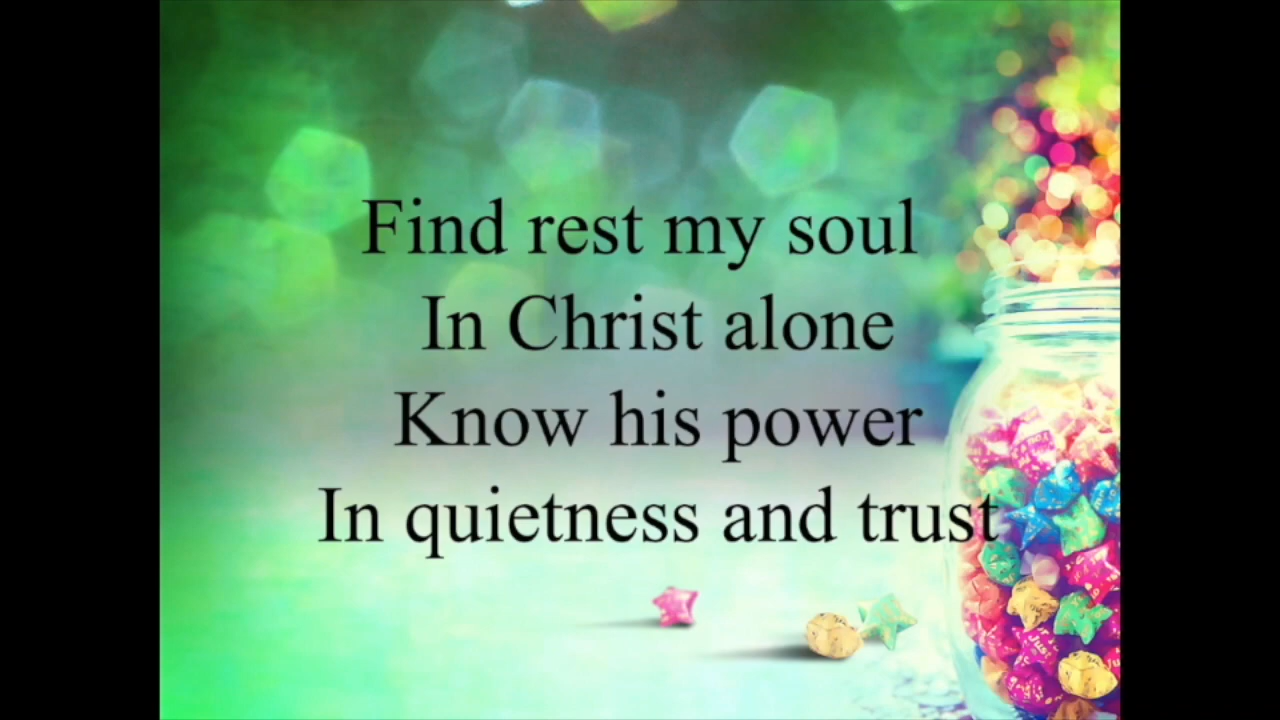 Find rest my soul
In Christ alone
Know his power
In quietness and trust